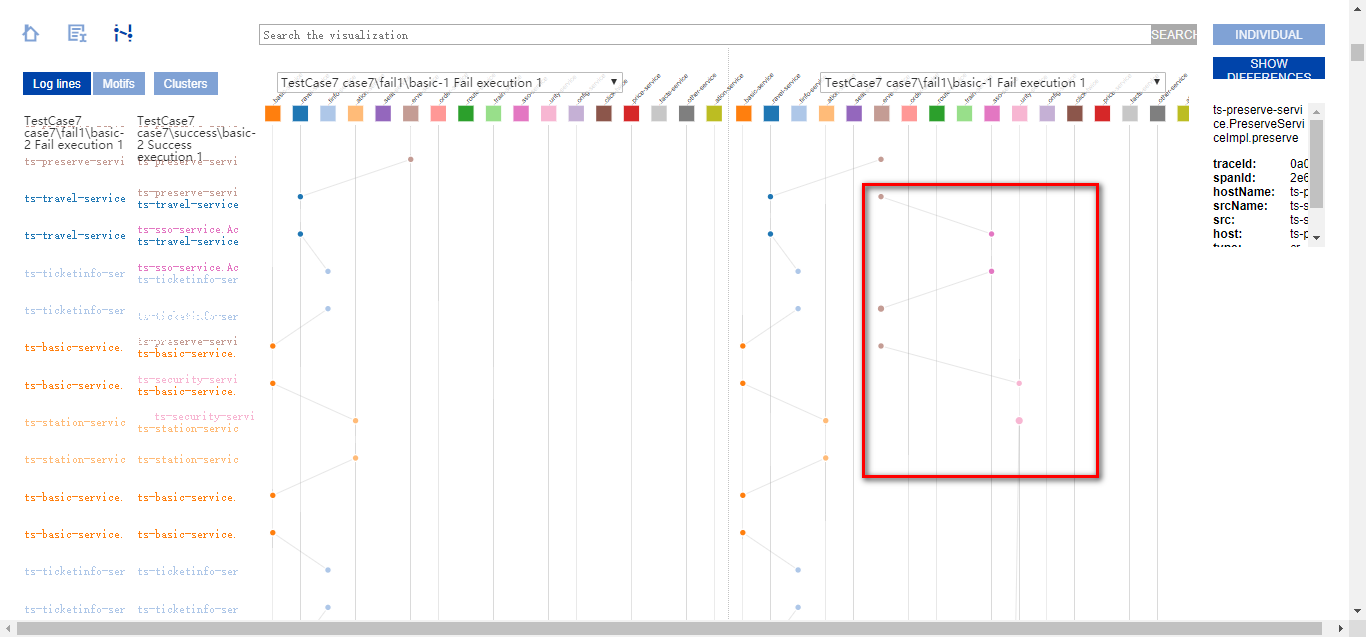 Search the visualization
SEARCH
INDIVIDUAL
Log lines
Motifs
Clusters
TestCase7 case7\fail1\basic-1 Fail execution 1
TestCase7 case7\fail1\basic-1 Fail execution 1
SHOW
DIFFERENCES
TestCase7
case7\fail1\basic-
2 Fail execution 1
TestCase7
case7\success\basic-
2 Success
execution 1
ts-preserve-servi
ce.PreserveServi
ceImpl.preserve
traceId: 0a0
spanId: 2e6
hostName: ts-p
srcName: ts-s
src: ts-s
host: ts-p
ts-preserve-servi
ts-preserve-servi
ts-preserve-servi
ts-travel-service
ts-travel-service
ts-sso-service.Ac
ts-travel-service
ts-travel-service
ts-sso-service.Ac
ts-ticketinfo-ser
ts-ticketinfo-ser
ts-ticketinfo-ser
ts-ticketinfo-ser
ts-preserve-servi
ts-basic-service.
ts-basic-service.
ts-security-servi
ts-basic-service.
ts-basic-service.
ts-security-servi
ts-station-servic
ts-station-servic
ts-station-servic
ts-station-servic
ts-basic-service.
ts-basic-service.
ts-basic-service.
ts-basic-service.
ts-ticketinfo-ser
ts-ticketinfo-ser
ts-ticketinfo-ser
ts-ticketinfo-ser